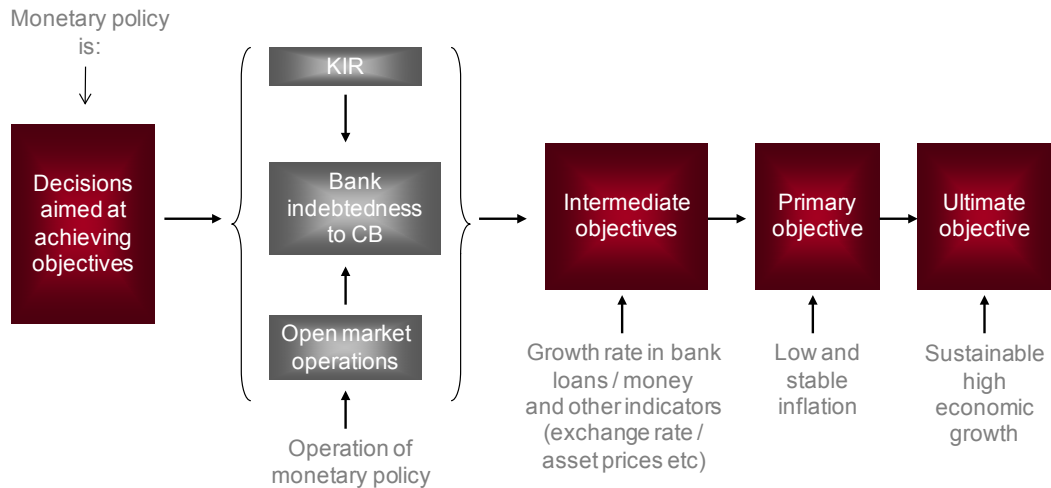 Monetary policy
is:
Decisions
aimed at
achieving
objectives
KIR
Bank
indebtedness
to CB
Open market
operations
Operation of
monetary policy
Intermediate
objectives
Growth rate in bank
loans / money
and other indicators
(exchange rate /
asset prices etc)
Primary
objective
Low and
stable
inflation
Ultimate
objective
Sustainable
high
economic
growth